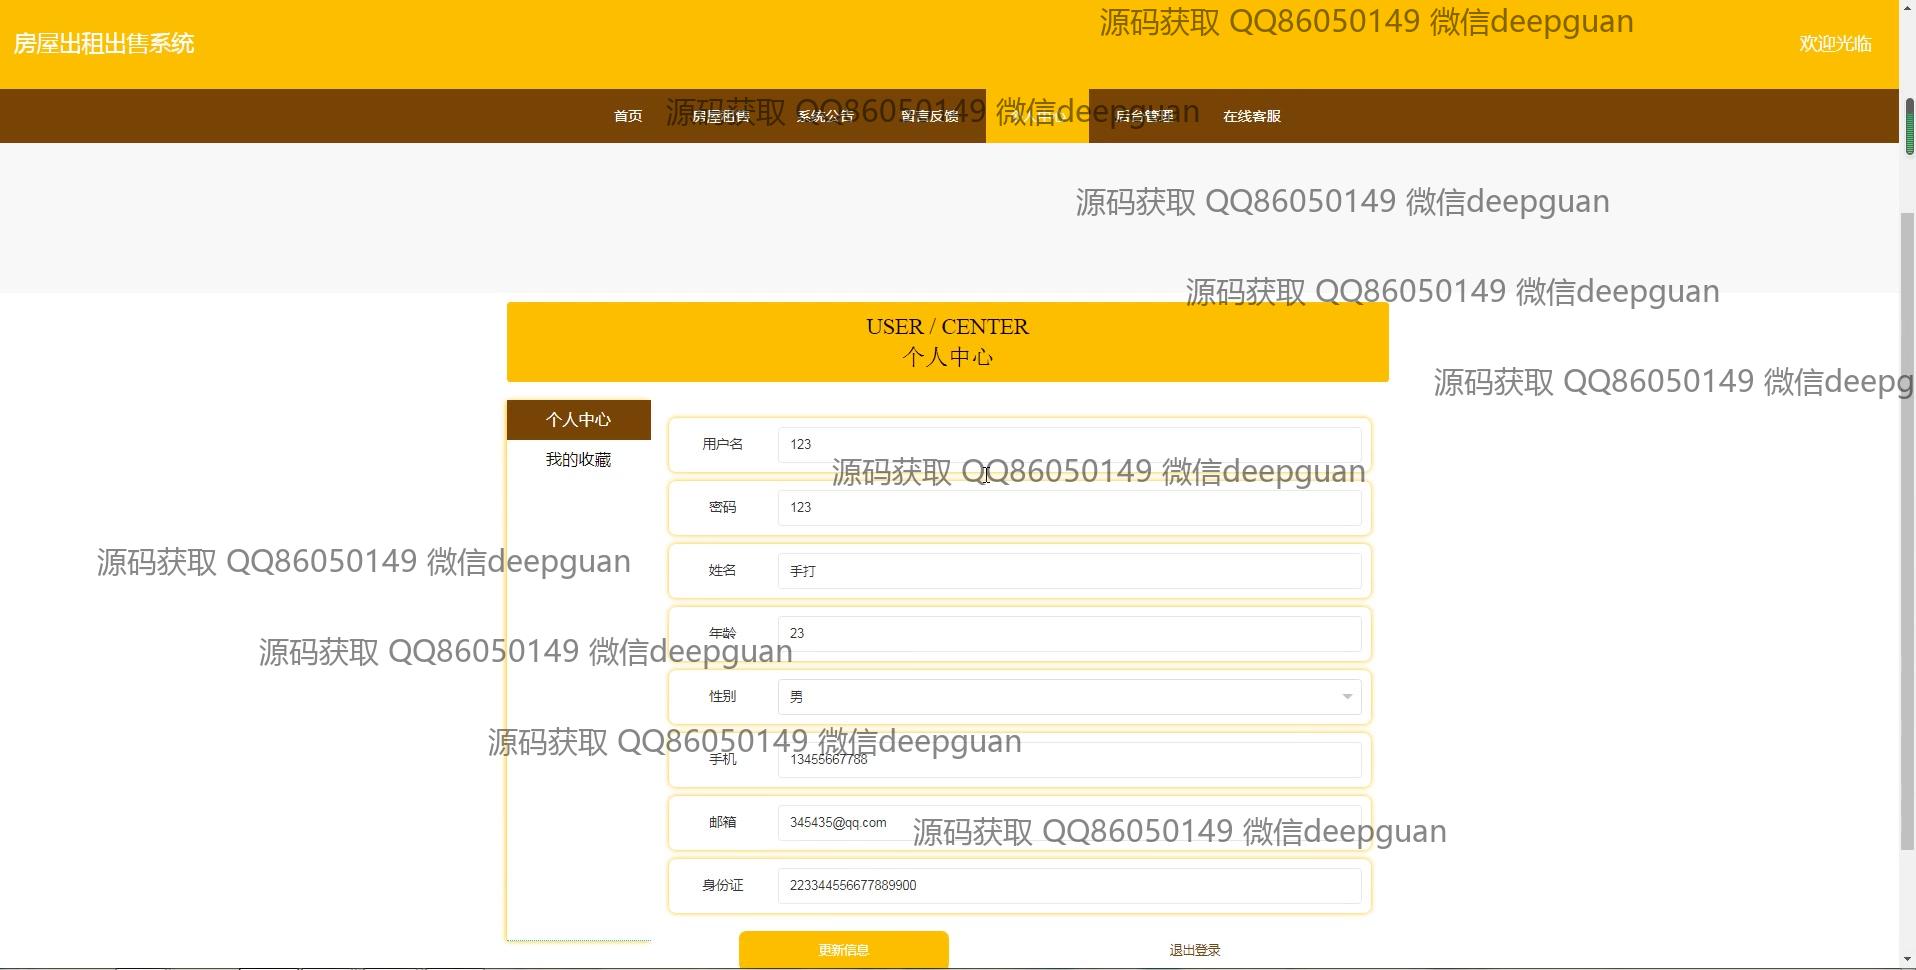 源码获取 QQ86050149 微信deepguan
房屋出租出售系统
欢迎光临
源码获取 QQ86050149 微信deepguan
首页 房屋租售 系统公告 留言反馈 个人中心 后台管理 在线客服
源码获取 QQ86050149 微信deepguan
源码获取 QQ86050149 微信deepguan
USER / CENTER
个人中心
源码获取 QQ86050149 微信deepg
个人中心
我的收藏
用户名 123
源码获取 QQ86050149 微信deepguan
密码 123
源码获取 QQ86050149 微信deepguan
姓名 手打
年龄 23
源码获取 QQ86050149 微信deepguan
性别 男
源码获取 QQ86050149 微信deepguan
手机 13455667788
邮箱 345435@qq.com
源码获取 QQ86050149 微信deepguan
身份证 223344556677889900
更新信息 退出登录